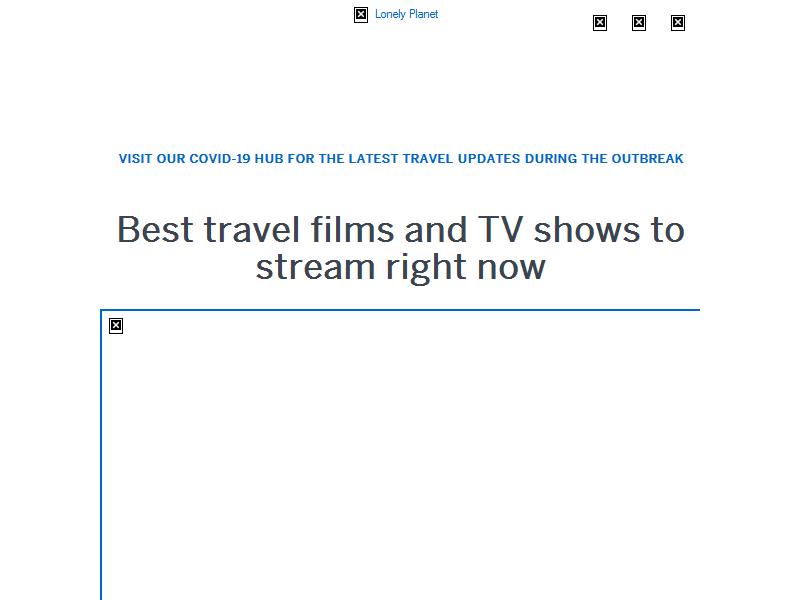 Lonely Planet
VISIT OUR COVID-19 HUB FOR THE LATEST TRAVEL UPDATES DURING THE OUTBREAK
Best travel films and TV shows to
stream right now